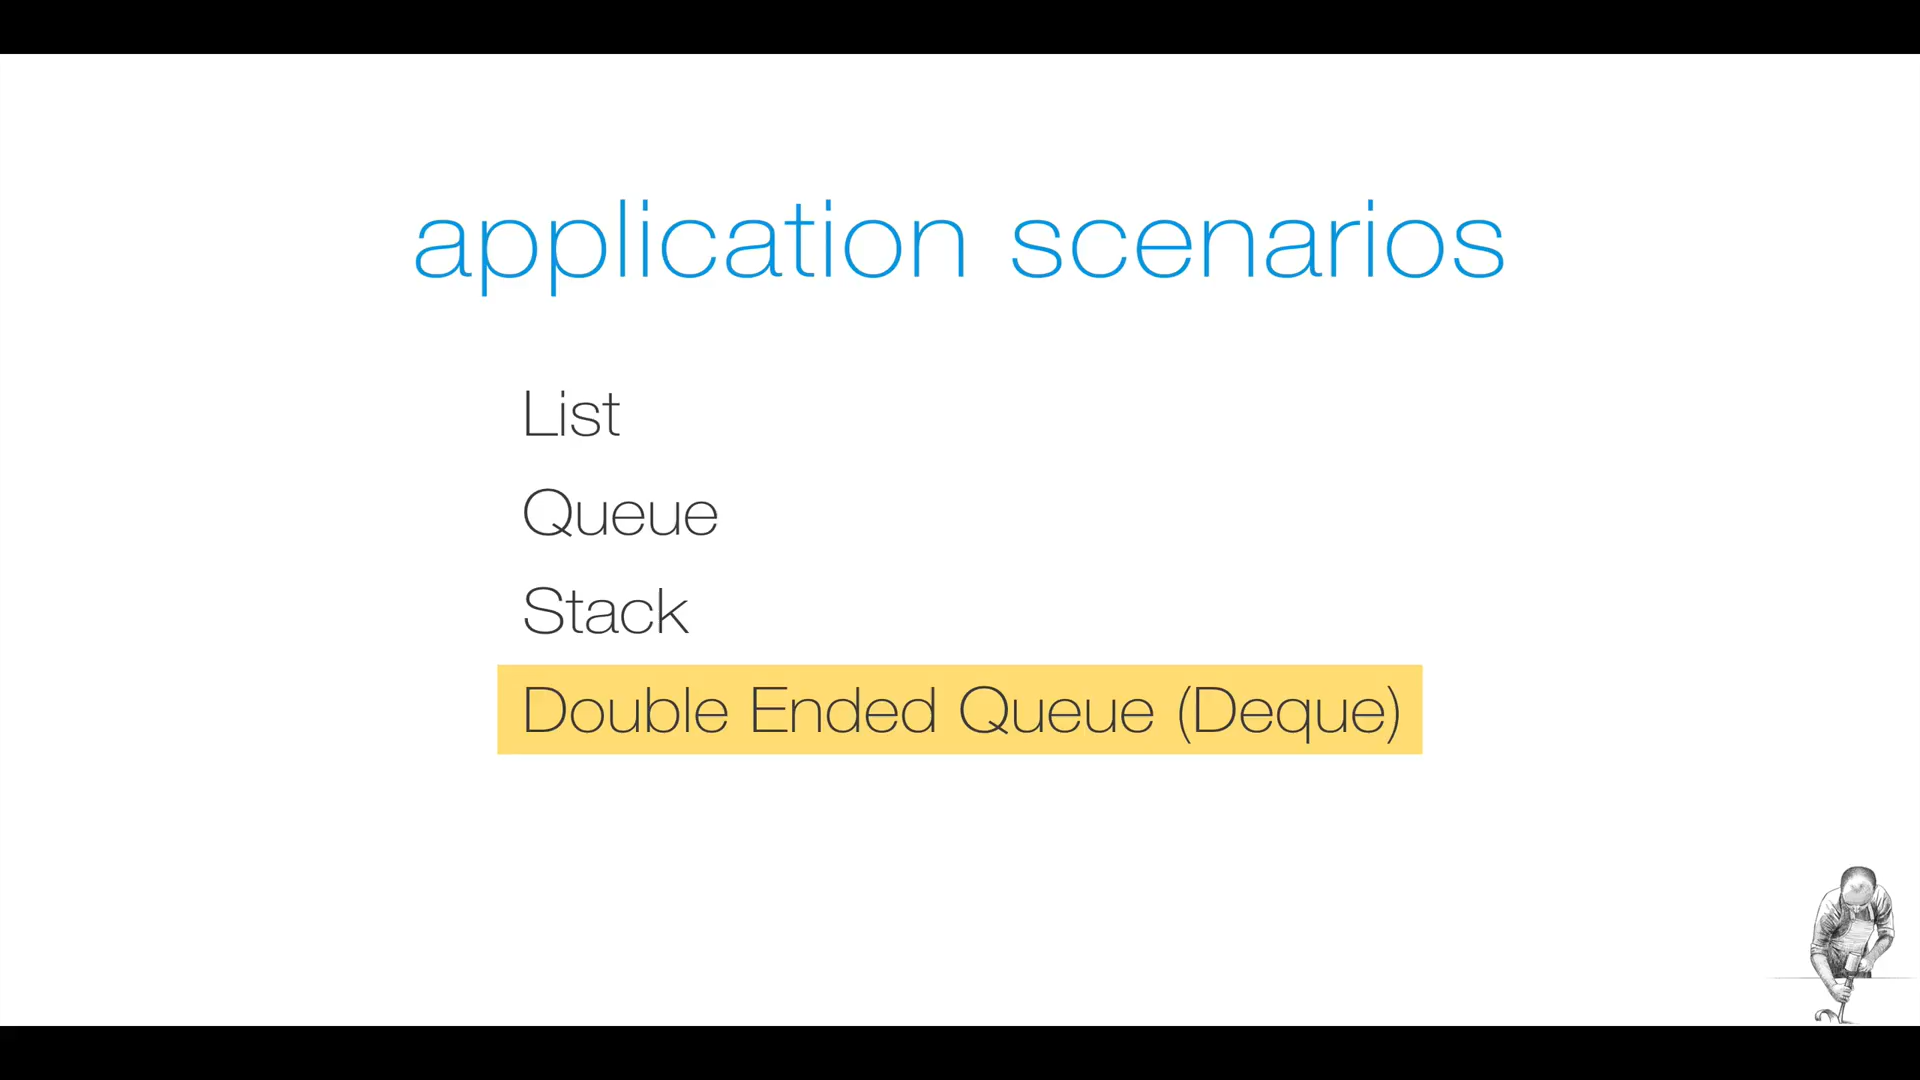 application scenarios
List
Queue
Stack
Double Ended Queue (Deque)